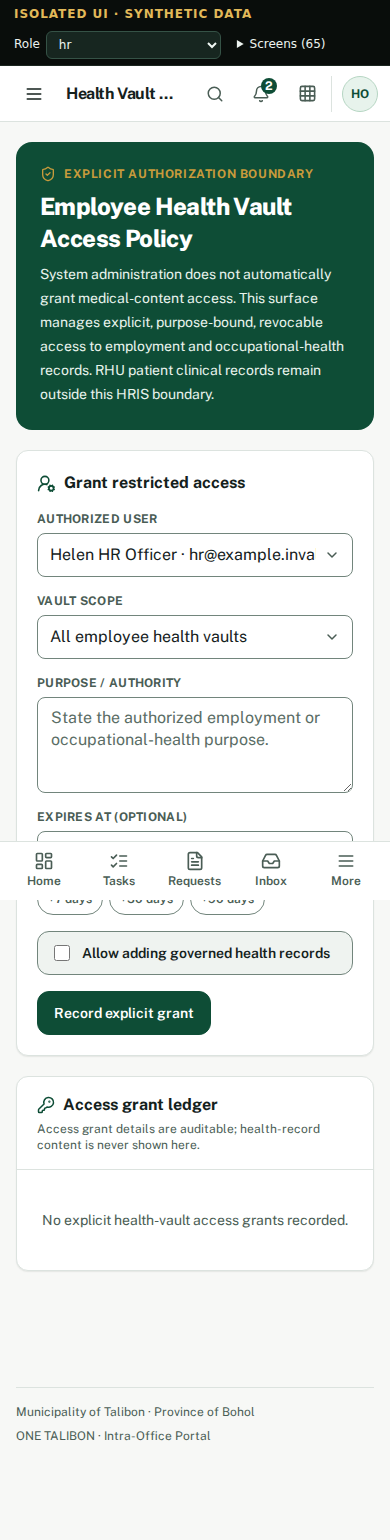 ISOLATED UI · SYNTHETIC DATA
Role hr Screens (65)
Health Vault ... 2 HO
EXPLICIT AUTHORIZATION BOUNDARY
Employee Health Vault
Access Policy
System administration does not automatically
grant medical-content access. This surface
manages explicit, purpose-bound, revocable
access to employment and occupational-health
records. RHU patient clinical records remain
outside this HRIS boundary.
Grant restricted access
AUTHORIZED USER
Helen HR Officer · hr@example.inva
VAULT SCOPE
All employee health vaults
PURPOSE / AUTHORITY
State the authorized employment or
occupational-health purpose.
EXPIRES AT (OPTIONAL)
Home Tasks Requests Inbox More
Allow adding governed health records
Record explicit grant
Access grant ledger
Access grant details are auditable; health-record
content is never shown here.
No explicit health-vault access grants recorded.
Municipality of Talibon · Province of Bohol
ONE TALIBON · Intra-Office Portal